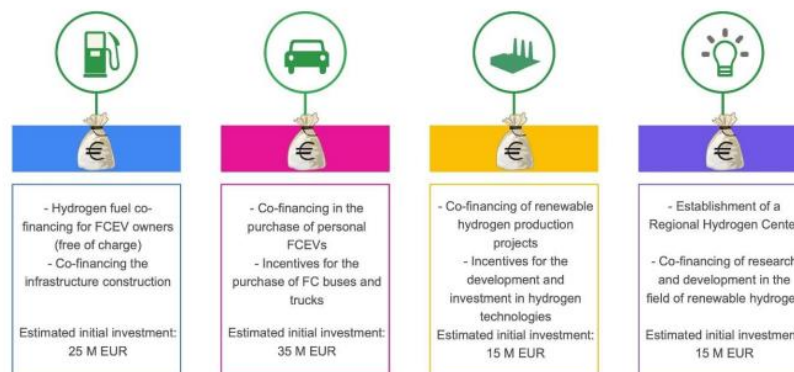 €
- Hydrogen fuel co-
financing for FCEV owners
(free of charge)
- Co-financing the
infrastructure construction
Estimated initial investment:
25 M EUR
€
- Co-financing in the
purchase of personal
FCEVs
- Incentives for the
purchase of FC buses and
trucks
Estimated initial investment:
35 M EUR
€
- Co-financing of renewable
hydrogen production
projects
- Incentives for the
development and
investment in hydrogen
technologies
Estimated initial investment:
15 M EUR
€
- Establishment of a
Regional Hydrogen Cente
- Co-financing of research
and development in the
field of renewable hydroge
Estimated initial investmen
15 M EUR